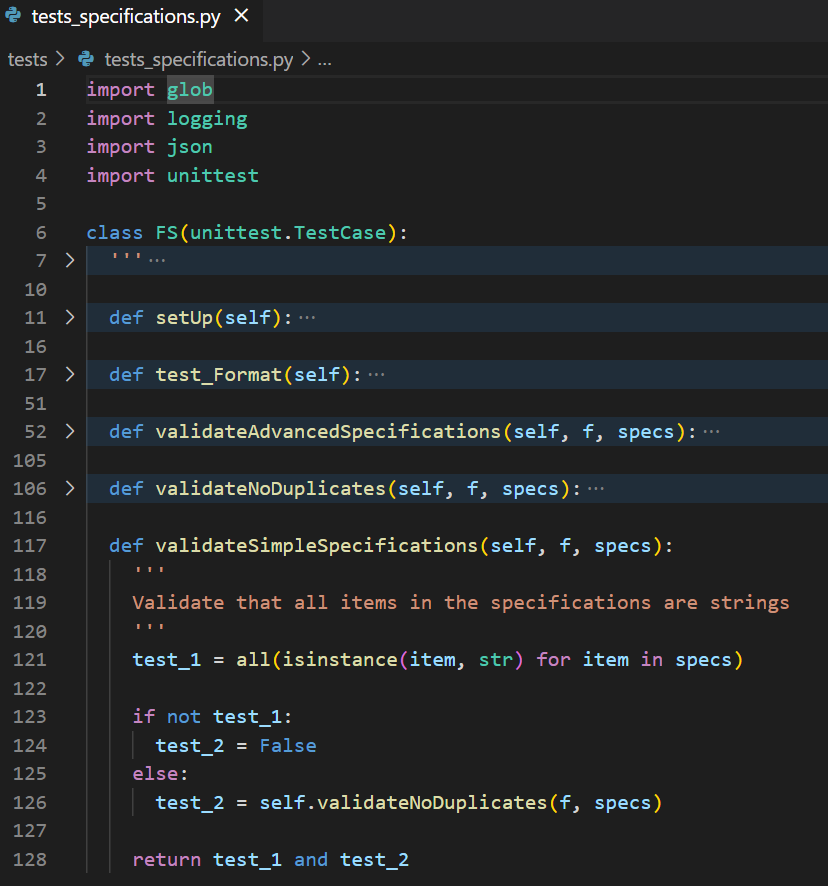 tests_specifications.py ×
tests > tests_specifications.py > ...
1 import glob
2 import logging
3 import json
4 import unittest
5
6 class FS(unittest.TestCase):
7 > '''···
10
11 > def setUp(self):···
16
17 > def test_Format(self):···
51
52 > def validateAdvancedSpecifications(self, f, specs):···
105
106 > def validateNoDuplicates(self, f, specs):···
116
117 def validateSimpleSpecifications(self, f, specs):
118 '''
119 Validate that all items in the specifications are strings
120 '''
121 test_1 = all(isinstance(item, str) for item in specs)
122
123 if not test_1:
124 test_2 = False
125 else:
126 test_2 = self.validateNoDuplicates(f, specs)
127
128 return test_1 and test_2